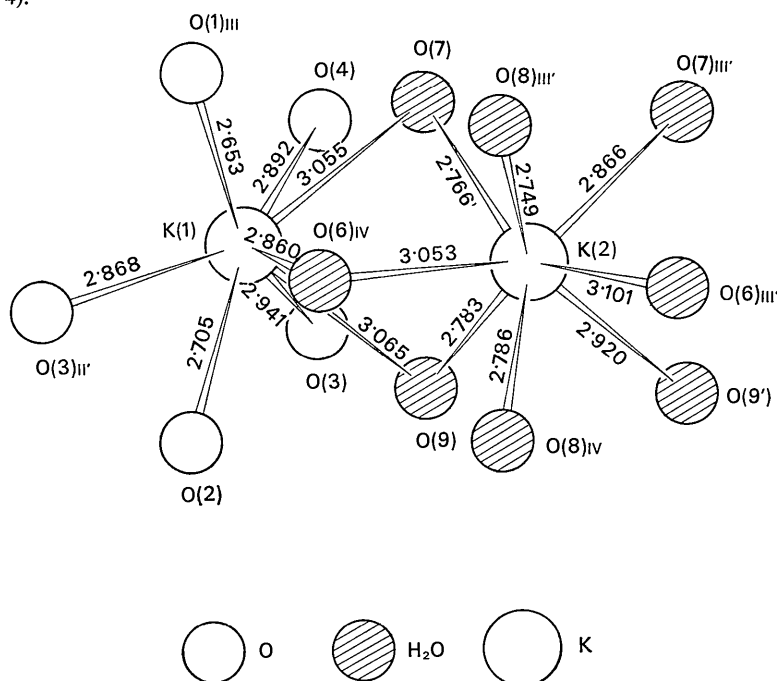 4).
O(1)III
O(4)
O(7)
O(8)III'
O(7)III'
2·653
2·892
3·055
2·766'
2·749
2·866
K(1)
2·860
O(6)IV
3·053
K(2)
2·868
3·101
O(6)III'
2·941'
3·065
2·783
2·786
2·920
2·705
O(3)II'
O(3)
O(9)
O(8)IV
O(9')
O(2)
O
H₂O
K